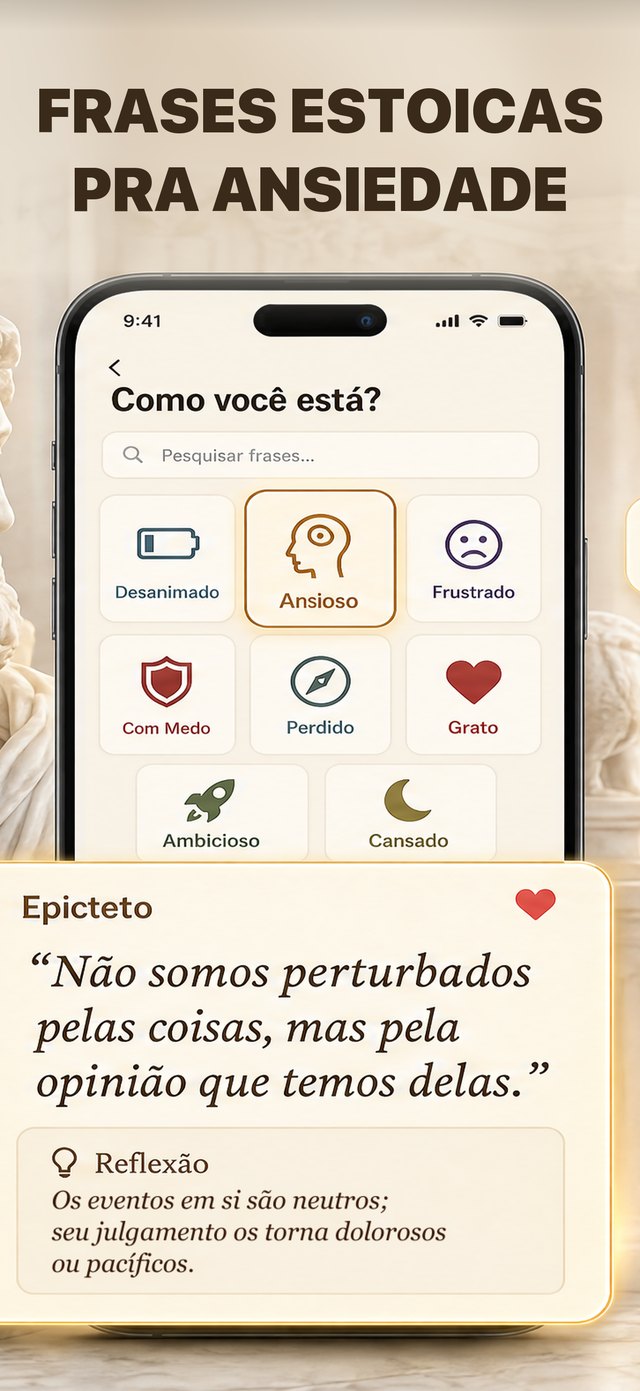 FRASES ESTOICAS
PRA ANSIEDADE
9:41
Como você está?
Pesquisar frases...
Desanimado
Ansioso
Frustrado
Com Medo
Perdido
Grato
Ambicioso
Cansado
Epicteto
“Não somos perturbados
pelas coisas, mas pela
opinião que temos delas.”
Reflexão
Os eventos em si são neutros;
seu julgamento os torna dolorosos
ou pacíficos.